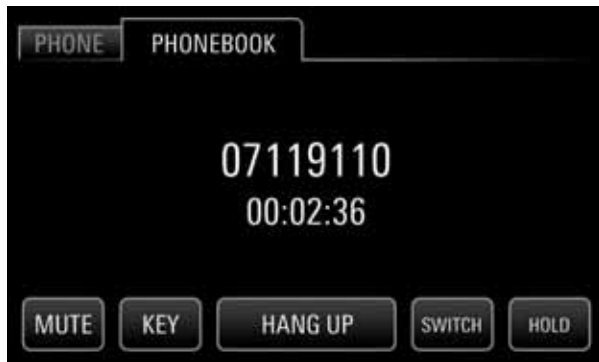 PHONE PHONEBOOK
07119110
00:02:36
MUTE KEY HANG UP SWITCH HOLD